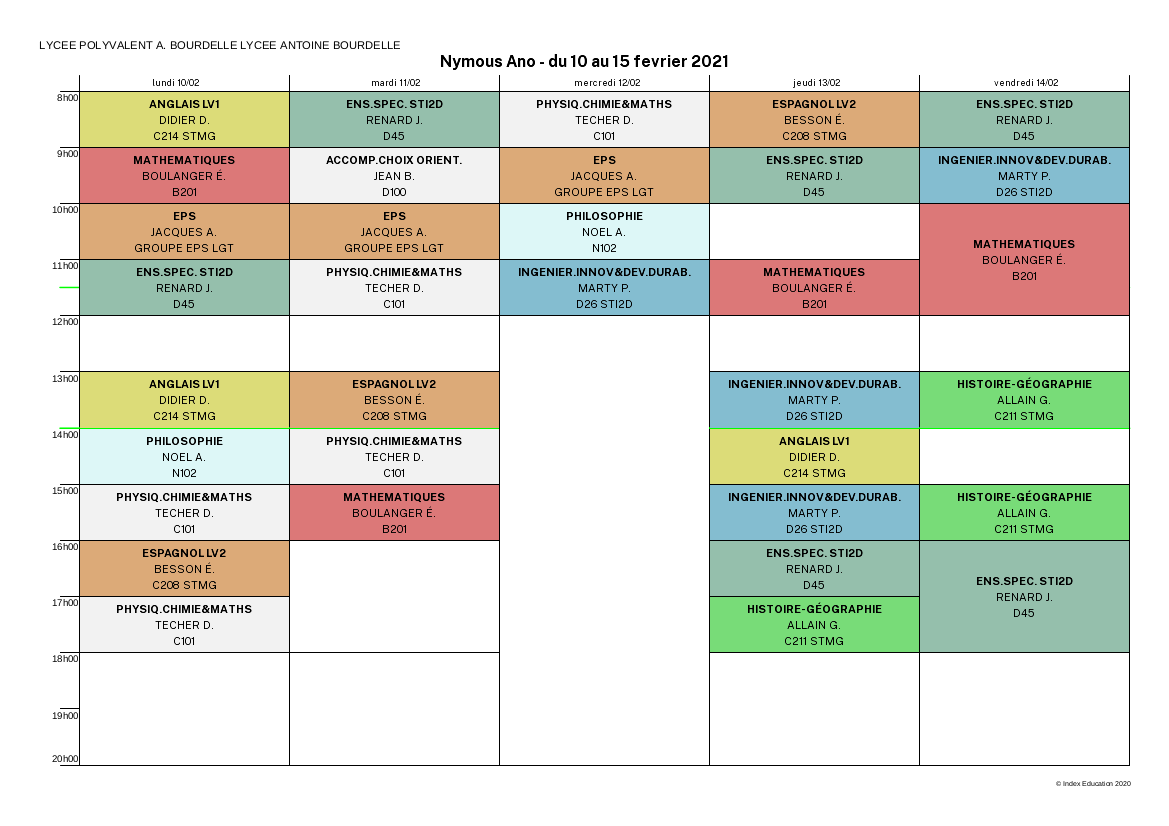 LYCEE POLYVALENT A. BOURDELLE LYCEE ANTOINE BOURDELLE
Nymous Ano - du 10 au 15 fevrier 2021
lundi 10/02 mardi 11/02 mercredi 12/02 jeudi 13/02 vendredi 14/02
8h00
ANGLAIS LV1 ENS.SPEC. STI2D PHYSIQ.CHIMIE&MATHS ESPAGNOL LV2 ENS.SPEC. STI2D
DIDIER D. RENARD J. TECHER D. BESSON É. RENARD J.
C214 STMG D45 C101 C208 STMG D45
9h00
MATHEMATIQUES ACCOMP.CHOIX ORIENT. EPS ENS.SPEC. STI2D INGENIER.INNOV&DEV.DURAB.
BOULANGER É. JEAN B. JACQUES A. RENARD J. MARTY P.
B201 D100 GROUPE EPS LGT D45 D26 STI2D
10h00
EPS EPS PHILOSOPHIE
JACQUES A. JACQUES A. NOEL A.
GROUPE EPS LGT GROUPE EPS LGT N102
MATHEMATIQUES
BOULANGER É.
B201
11h00
ENS.SPEC. STI2D PHYSIQ.CHIMIE&MATHS INGENIER.INNOV&DEV.DURAB. MATHEMATIQUES
RENARD J. TECHER D. MARTY P. BOULANGER É.
D45 C101 D26 STI2D B201
12h00
13h00
ANGLAIS LV1 ESPAGNOL LV2 INGENIER.INNOV&DEV.DURAB. HISTOIRE-GÉOGRAPHIE
DIDIER D. BESSON É. MARTY P. ALLAIN G.
C214 STMG C208 STMG D26 STI2D C211 STMG
14h00
PHILOSOPHIE PHYSIQ.CHIMIE&MATHS ANGLAIS LV1
NOEL A. TECHER D. DIDIER D.
N102 C101 C214 STMG
15h00
PHYSIQ.CHIMIE&MATHS MATHEMATIQUES INGENIER.INNOV&DEV.DURAB. HISTOIRE-GÉOGRAPHIE
TECHER D. BOULANGER É. MARTY P. ALLAIN G.
C101 B201 D26 STI2D C211 STMG
16h00
ESPAGNOL LV2 ENS.SPEC. STI2D
BESSON É. RENARD J.
C208 STMG D45
ENS.SPEC. STI2D
RENARD J.
D45
17h00
PHYSIQ.CHIMIE&MATHS HISTOIRE-GÉOGRAPHIE
TECHER D. ALLAIN G.
C101 C211 STMG
18h00
19h00
20h00
© Index Education 2020